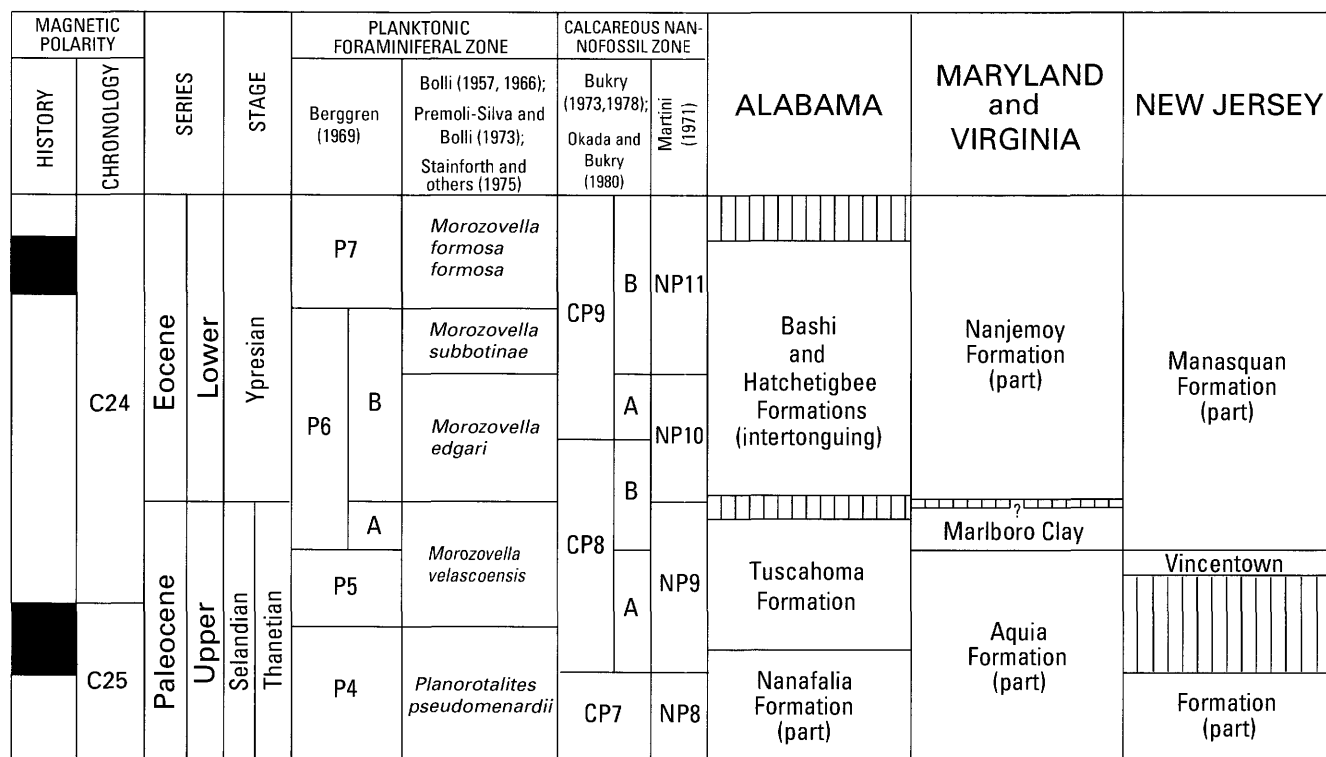 MAGNETIC
POLARITY
HISTORY
CHRONOLOGY
SERIES
STAGE
PLANKTONIC
FORAMINIFERAL ZONE
Berggren
(1969)
Bolli (1957, 1966);
Premoli-Silva and
Bolli (1973);
Stainforth and
others (1975)
CALCAREOUS NAN-
NOFOSSIL ZONE
Bukry
(1973,1978);
Okada and
Bukry
(1980)
Martini
(1971)
ALABAMA
MARYLAND
and
VIRGINIA
NEW JERSEY
C24
C25
Eocene
Paleocene
Lower
Upper
Ypresian
Selandian
Thanetian
P7
P6
B
A
P5
P4
Morozovella
formosa
formosa
Morozovella
subbotinae
Morozovella
edgari
Morozovella
velascoensis
Planorotalites
pseudomenardii
CP9
B
A
CP8
B
A
CP7
NP11
NP10
NP9
NP8
Bashi
and
Hatchetigbee
Formations
(intertonguing)
Tuscahoma
Formation
Nanafalia
Formation
(part)
Nanjemoy
Formation
(part)
?
Marlboro Clay
Aquia
Formation
(part)
Manasquan
Formation
(part)
Vincentown
Formation
(part)